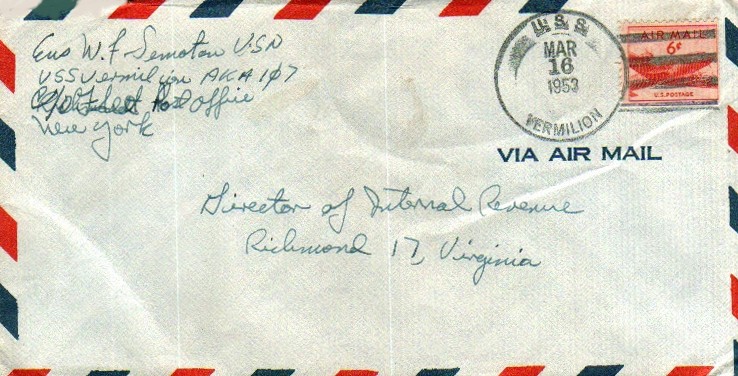 Ens W. F. Semotan USN
USS Vermilion AKA 107
c/o Fleet Post Office
New York
U.S.S.
MAR
16
1953
VERMILION
AIR MAIL
6¢
U.S. POSTAGE
VIA AIR MAIL
Director of Internal Revenue
Richmond 17, Virginia